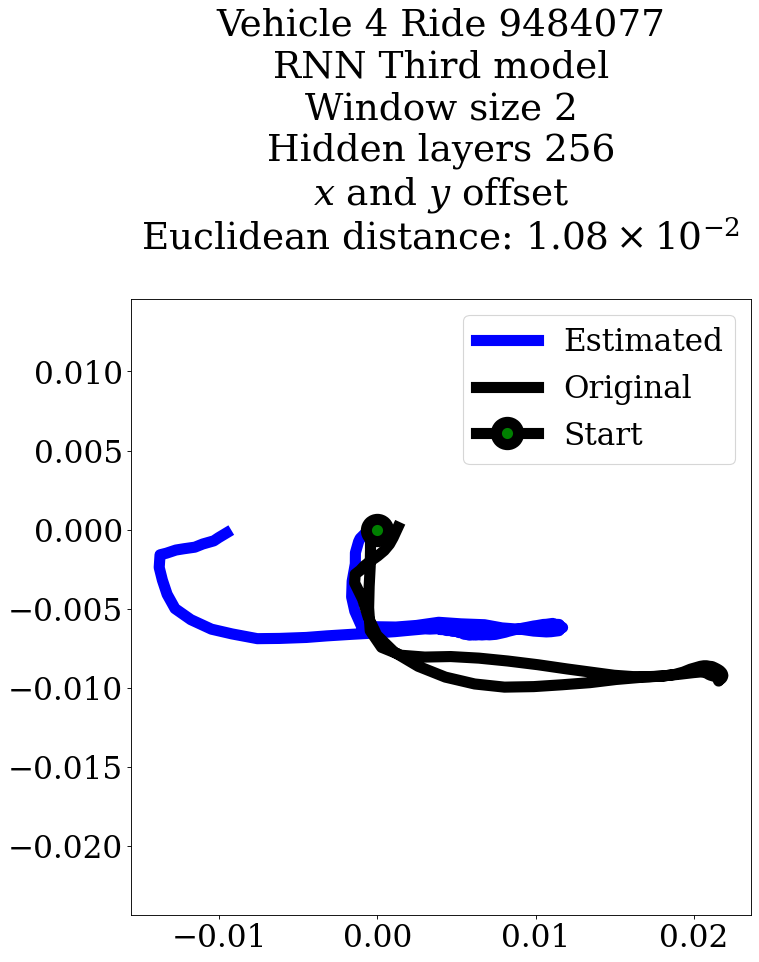 Vehicle 4 Ride 9484077
RNN Third model
Window size 2
Hidden layers 256
x and y offset
Euclidean distance: 1.08 × 10⁻²
Estimated
Original
Start
0.010
0.005
0.000
−0.005
−0.010
−0.015
−0.020
−0.01 0.00 0.01 0.02